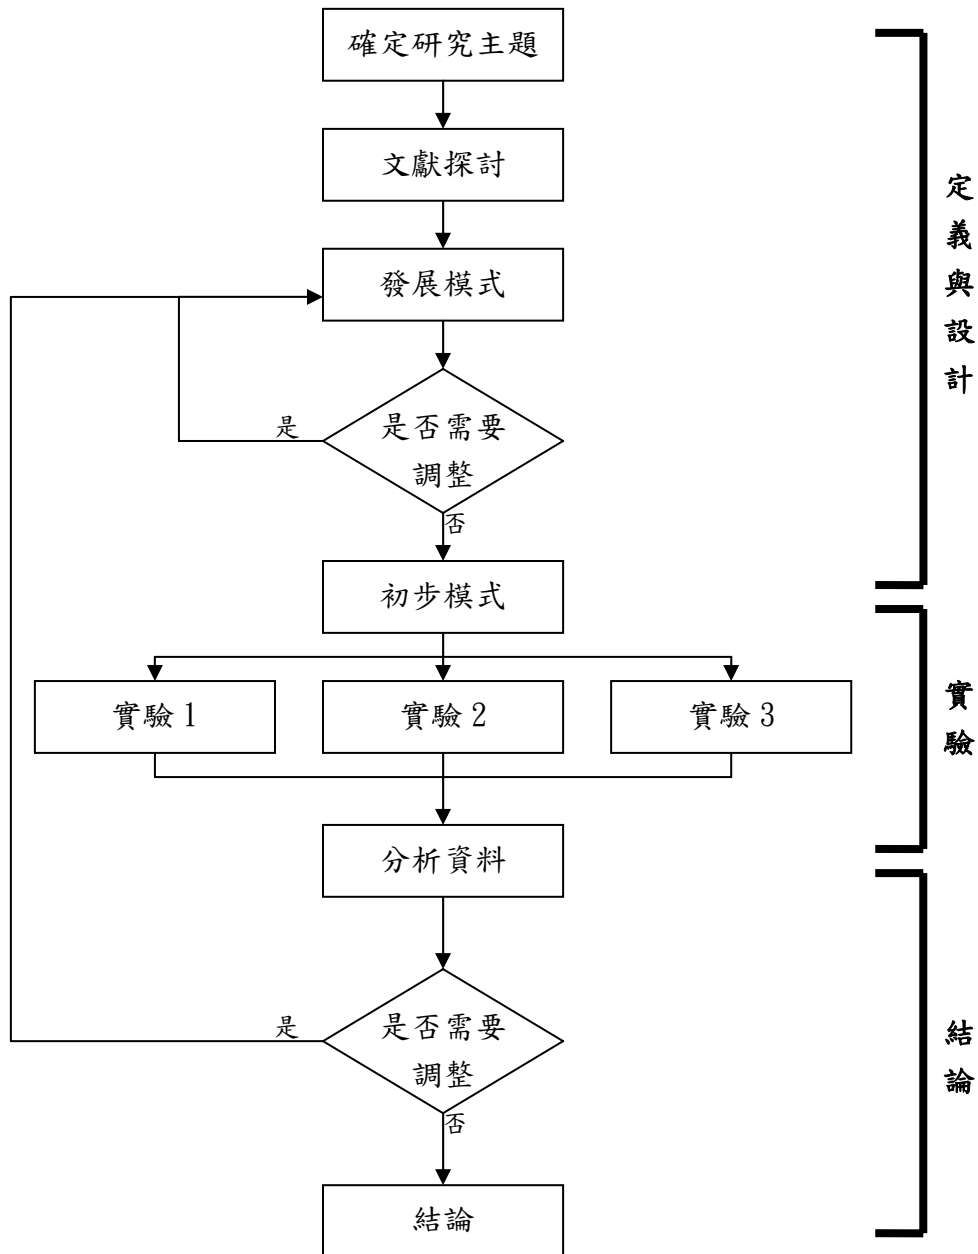 確定研究主題
文獻探討
發展模式
是否需要
調整
是
否
初步模式
實驗 1
實驗 2
實驗 3
分析資料
是否需要
調整
是
否
結論
定義與設計
實驗
結論